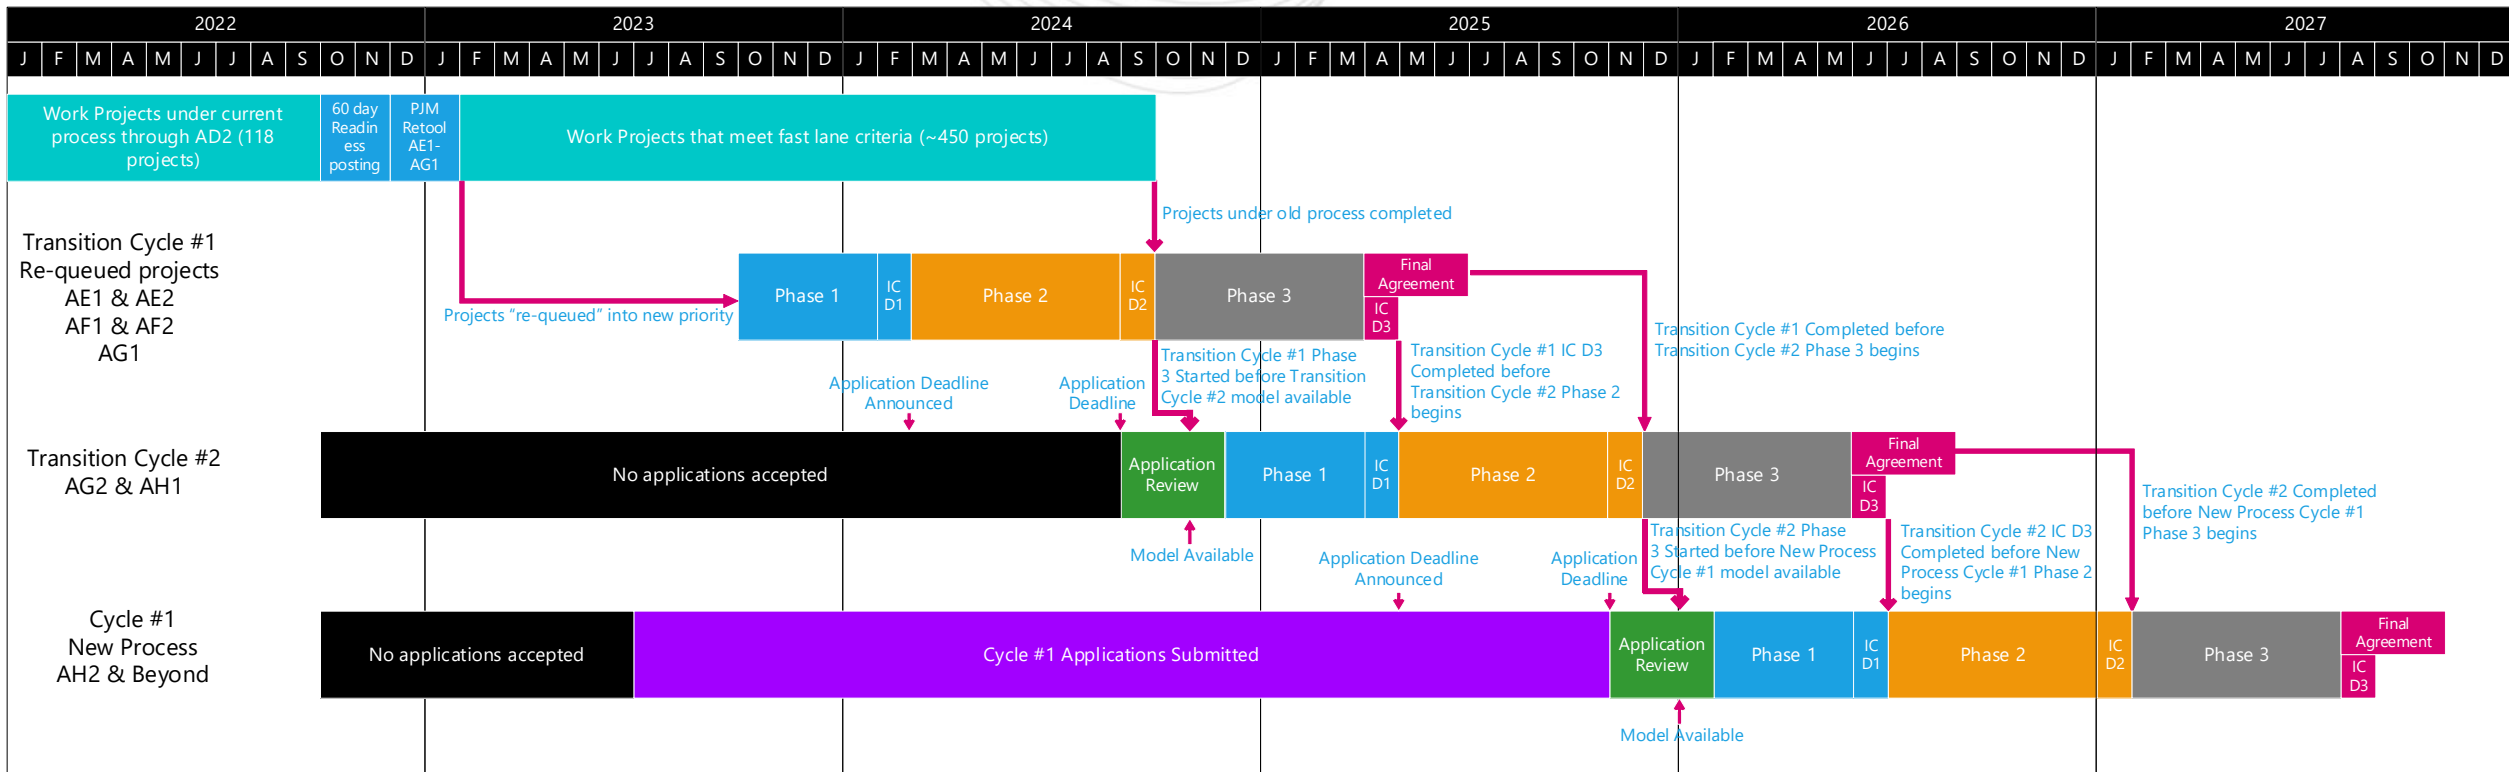 2022 2023 2024 2025 2026 2027
J F M A M J J A S O N D J F M A M J J A S O N D J F M A M J J A S O N D J F M A M J J A S O N D J F M A M J J A S O N D J F M A M J J A S O N D
Work Projects under current
process through AD2 (118
projects)
60 day
Readin
ess
posting
PJM
Retool
AE1-
AG1
Work Projects that meet fast lane criteria (~450 projects)
Projects under old process completed
Transition Cycle #1
Re-queued projects
AE1 & AE2
AF1 & AF2
AG1
Projects “re-queued” into new priority
Phase 1
IC
D1
Phase 2
IC
D2
Phase 3
Final
Agreement
IC
D3
Transition Cycle #1 Completed before
Transition Cycle #2 Phase 3 begins
Transition Cycle #1 Phase
3 Started before Transition
Cycle #2 model available
Transition Cycle #1 IC D3
Completed before
Transition Cycle #2 Phase 2
begins
Application Deadline
Announced
Application
Deadline
Transition Cycle #2
AG2 & AH1
No applications accepted
Application
Review
Phase 1
IC
D1
Phase 2
IC
D2
Phase 3
Final
Agreement
IC
D3
Model Available
Transition Cycle #2 Completed
before New Process Cycle #1
Phase 3 begins
Application Deadline
Announced
Application
Deadline
Transition Cycle #2 Phase
3 Started before New Process
Cycle #1 model available
Transition Cycle #2 IC D3
Completed before New
Process Cycle #1 Phase 2
begins
Cycle #1
New Process
AH2 & Beyond
No applications accepted
Cycle #1 Applications Submitted
Application
Review
Phase 1
IC
D1
Phase 2
IC
D2
Phase 3
Final
Agreement
IC
D3
Model Available